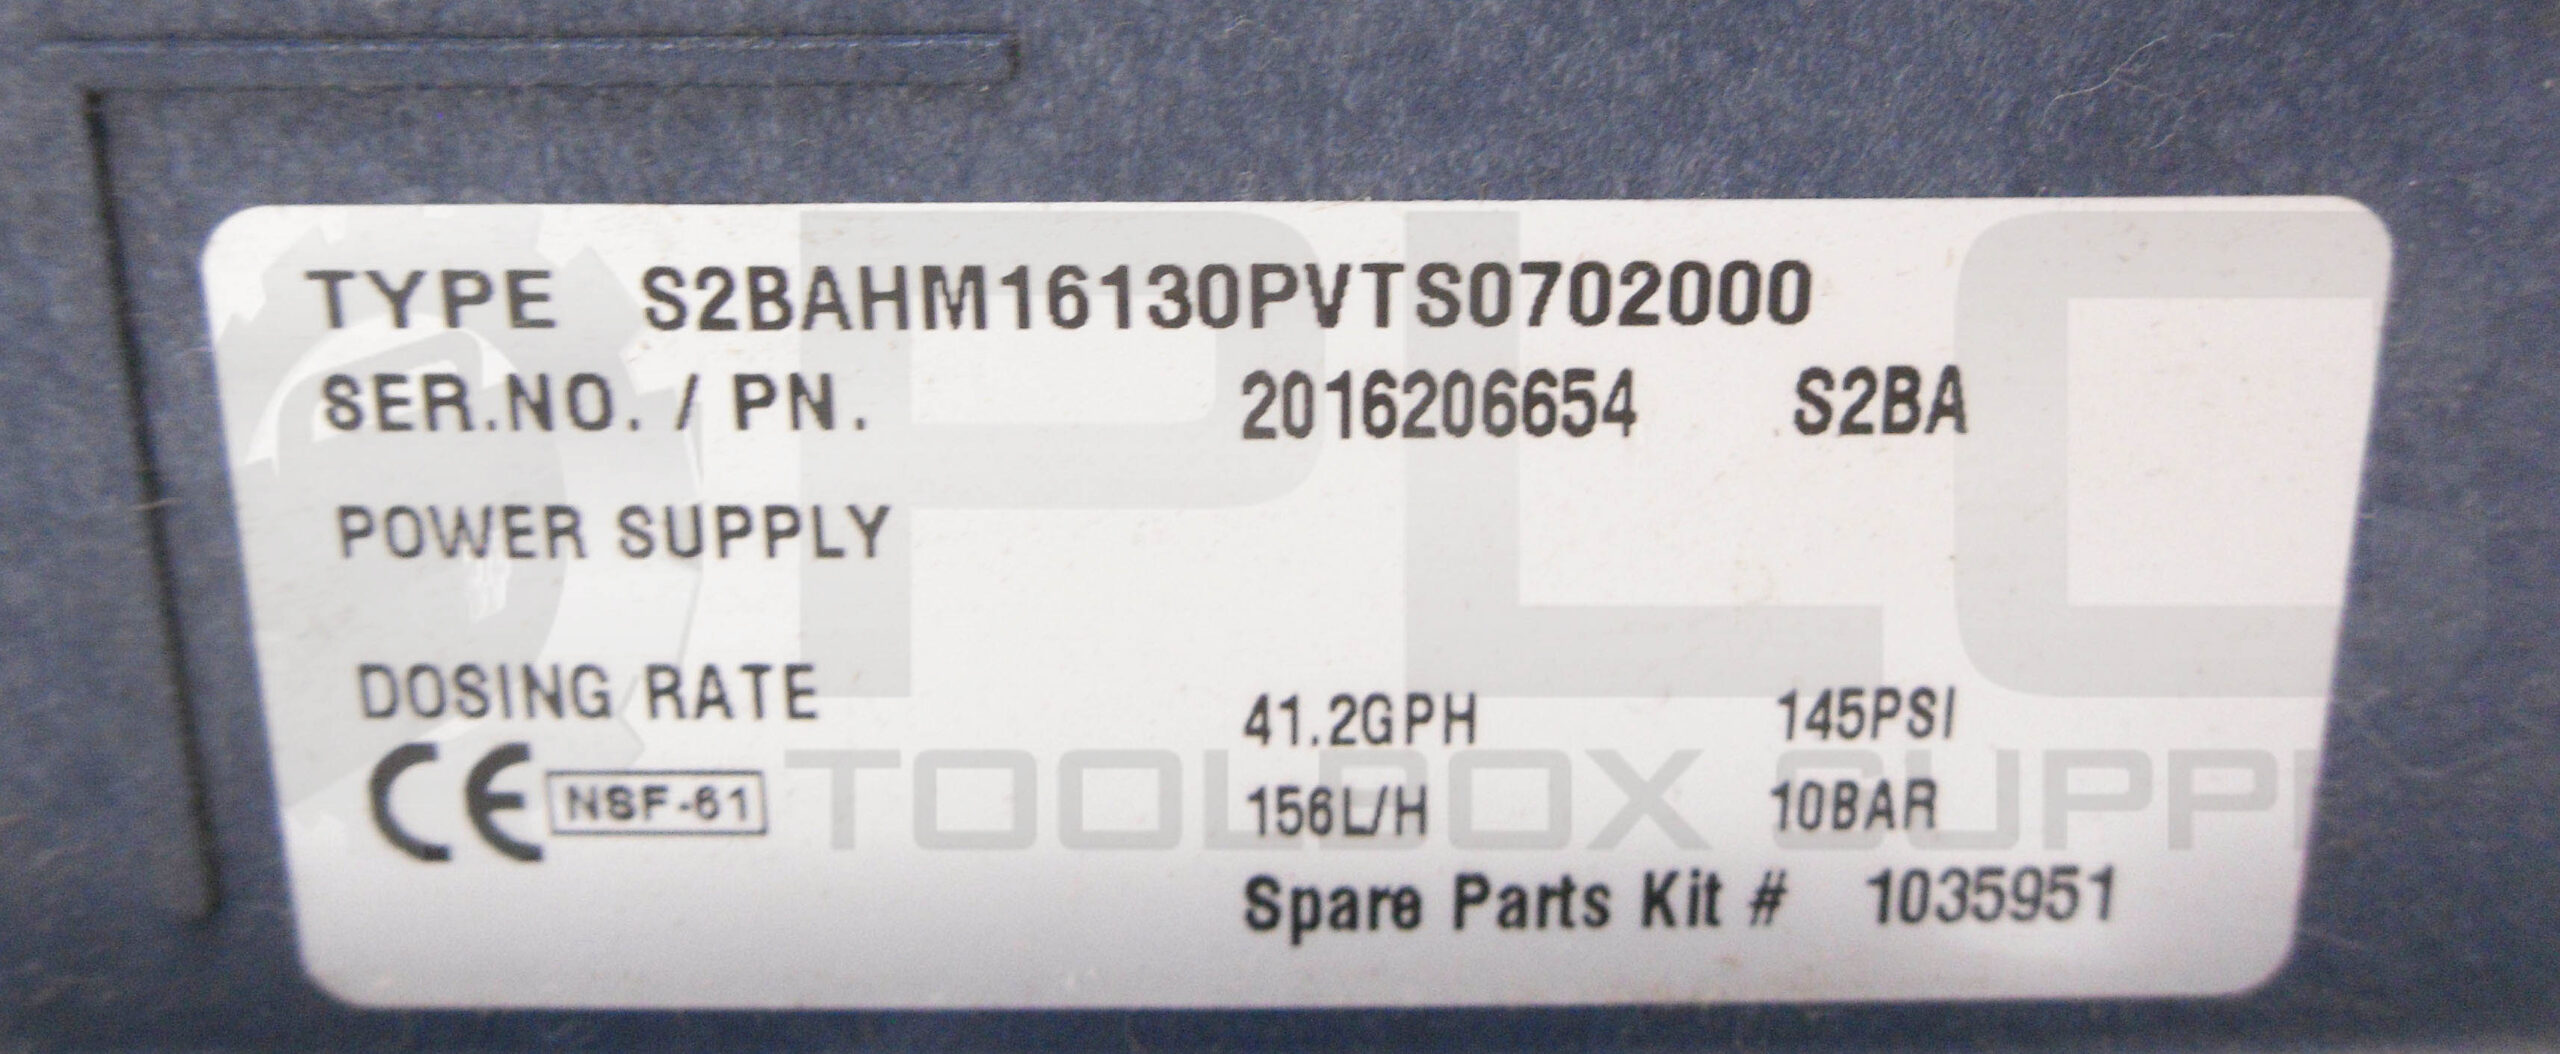 TYPE S2BAHM16130PVTS0702000
SER.NO. / PN. 2016206654 S2BA
POWER SUPPLY
DOSING RATE 41.2GPH 145PSI
CE NSF-61 156L/H 10BAR
Spare Parts Kit # 1035951
PLC
TOOLBOX SUPP